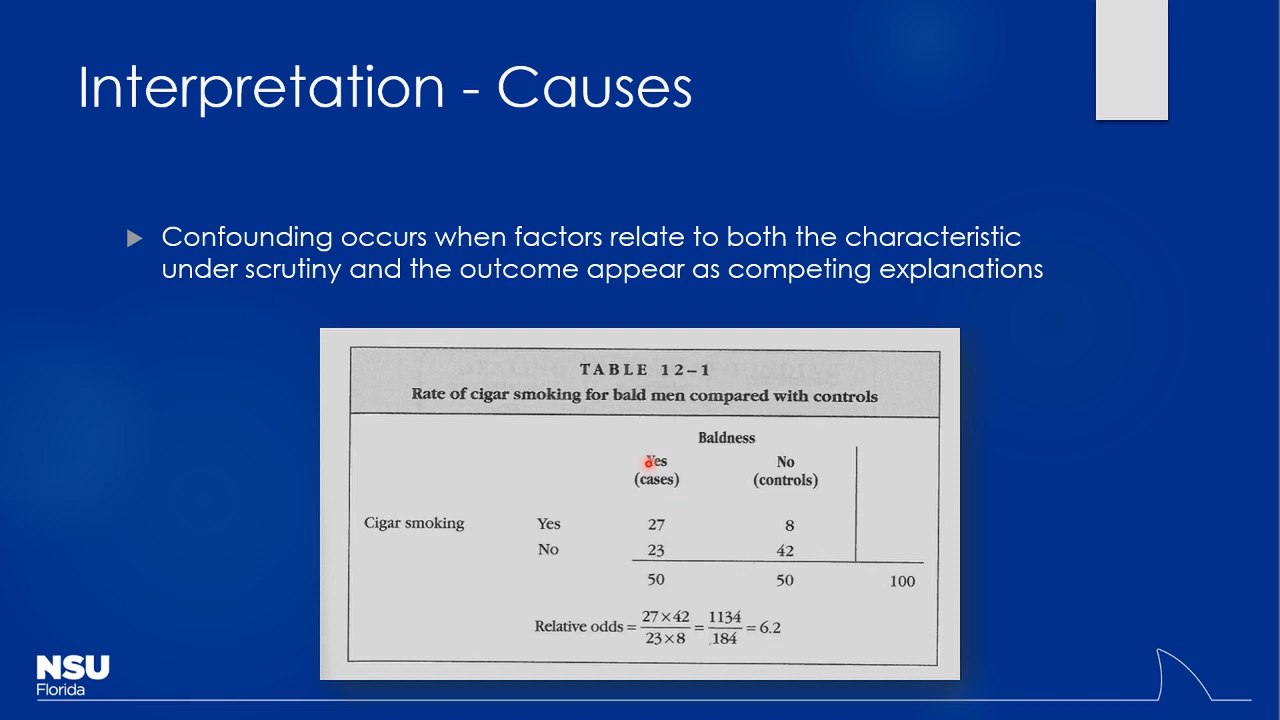 Interpretation - Causes
Confounding occurs when factors relate to both the characteristic
under scrutiny and the outcome appear as competing explanations
TABLE 12–1
Rate of cigar smoking for bald men compared with controls
Baldness
Yes No
(cases) (controls)
Cigar smoking Yes 27 8
No 23 42
50 50 100
Relative odds = 27×42 / 23×8 = 1134 / 184 = 6.2
NSU
Florida